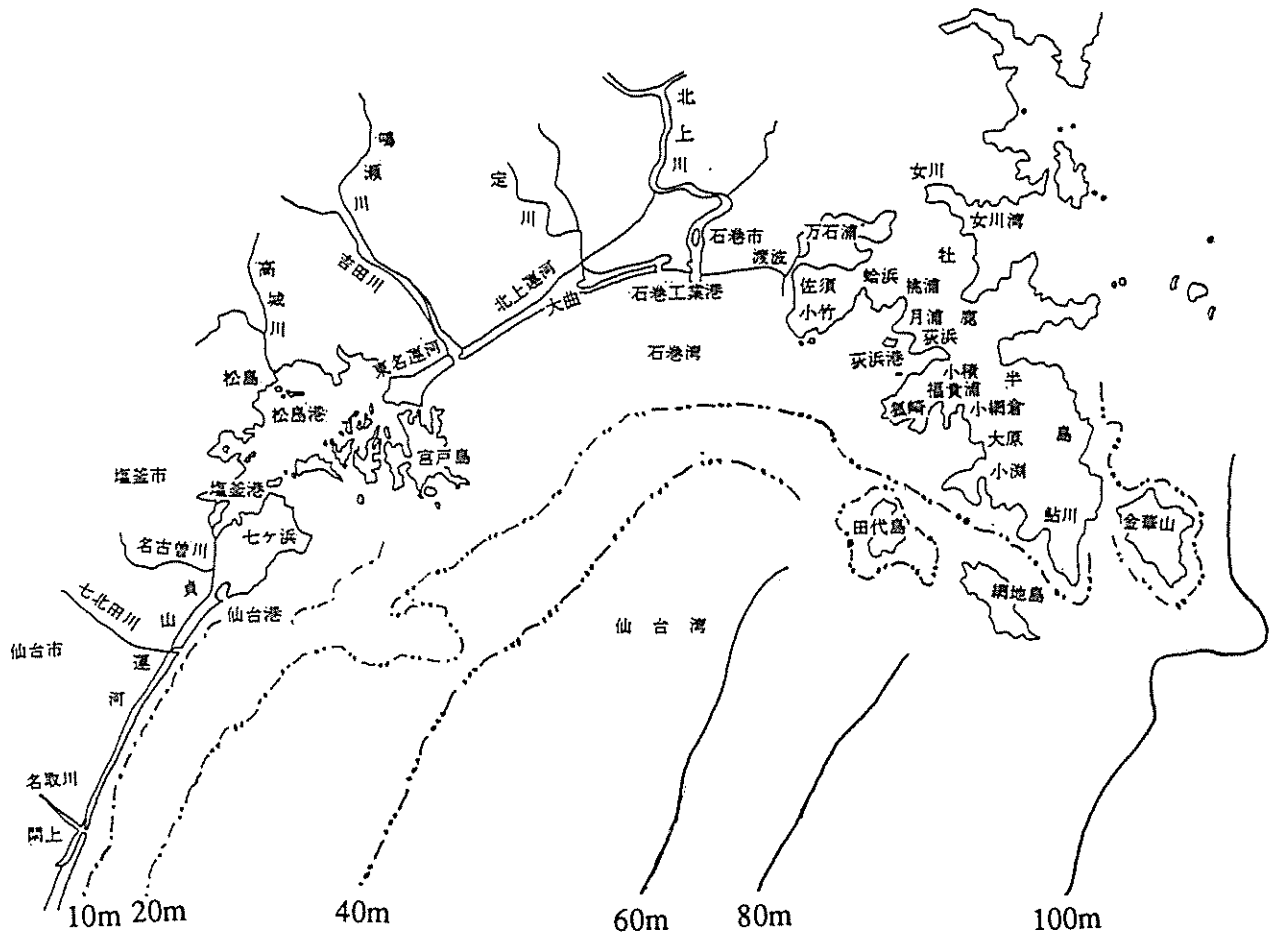 北上川
鳴瀬川
定川
吉田川
高城川
北上運河
大曲
石巻工業港
石巻市
渡波
万石浦
女川
女川湾
牡鹿半島
佐須
小竹
蛤浜
桃浦
月浦
荻浜
荻浜港
石巻湾
東名運河
松島
松島港
小積
福貴浦
狐崎
小網倉
大原
小渕
宮戸島
塩釜市
塩釜港
七ケ浜
名古曽川
鮎川
金華山
田代島
網地島
七北田川
貞山運河
仙台港
仙台湾
仙台市
名取川
閖上
10m
20m
40m
60m
80m
100m